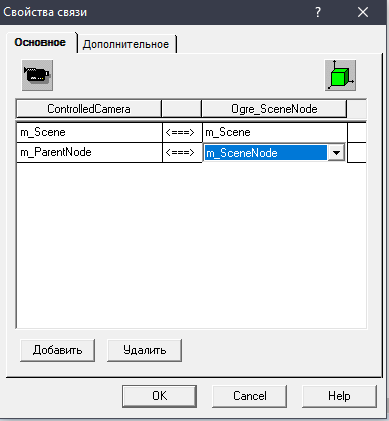 Свойства связи ? ×
Основное Дополнительное
ControlledCamera Ogre_SceneNode
m_Scene <===> m_Scene
m_ParentNode <===> m_SceneNode
Добавить Удалить
OK Cancel Help